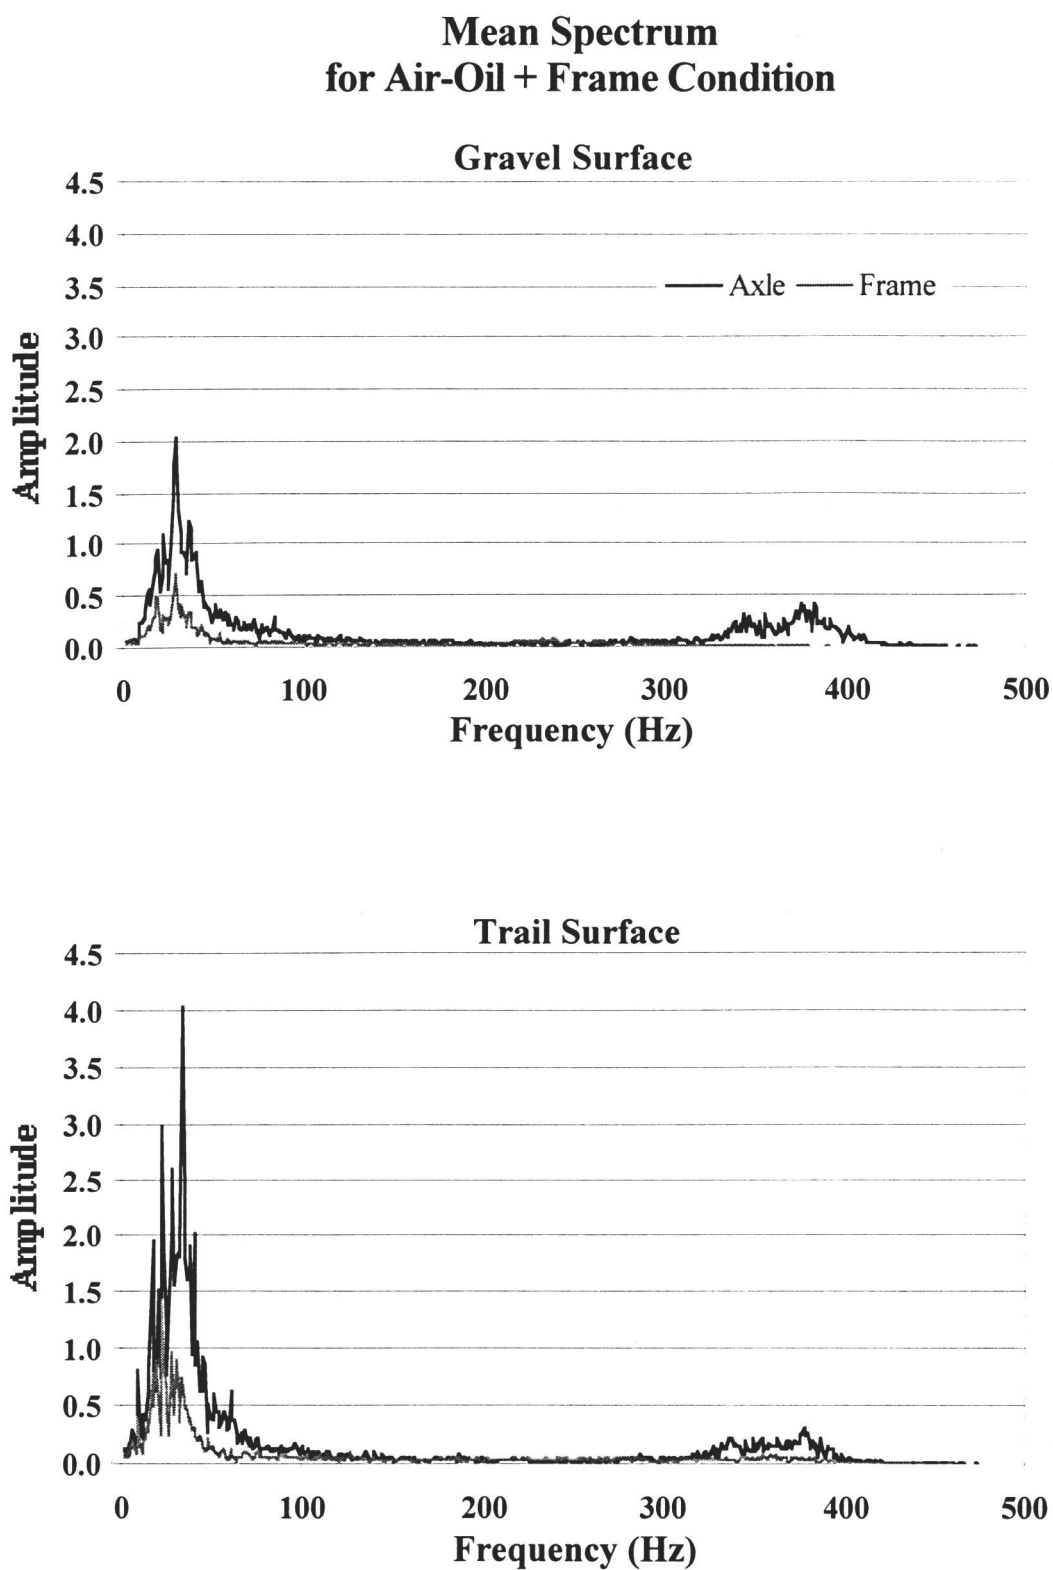 Mean Spectrum
for Air-Oil + Frame Condition
Gravel Surface
4.5
4.0
3.5
3.0
2.5
2.0
1.5
1.0
0.5
0.0
Axle Frame
Amplitude
0 100 200 300 400 500
Frequency (Hz)
Trail Surface
4.5
4.0
3.5
3.0
2.5
2.0
1.5
1.0
0.5
0.0
Amplitude
0 100 200 300 400 500
Frequency (Hz)